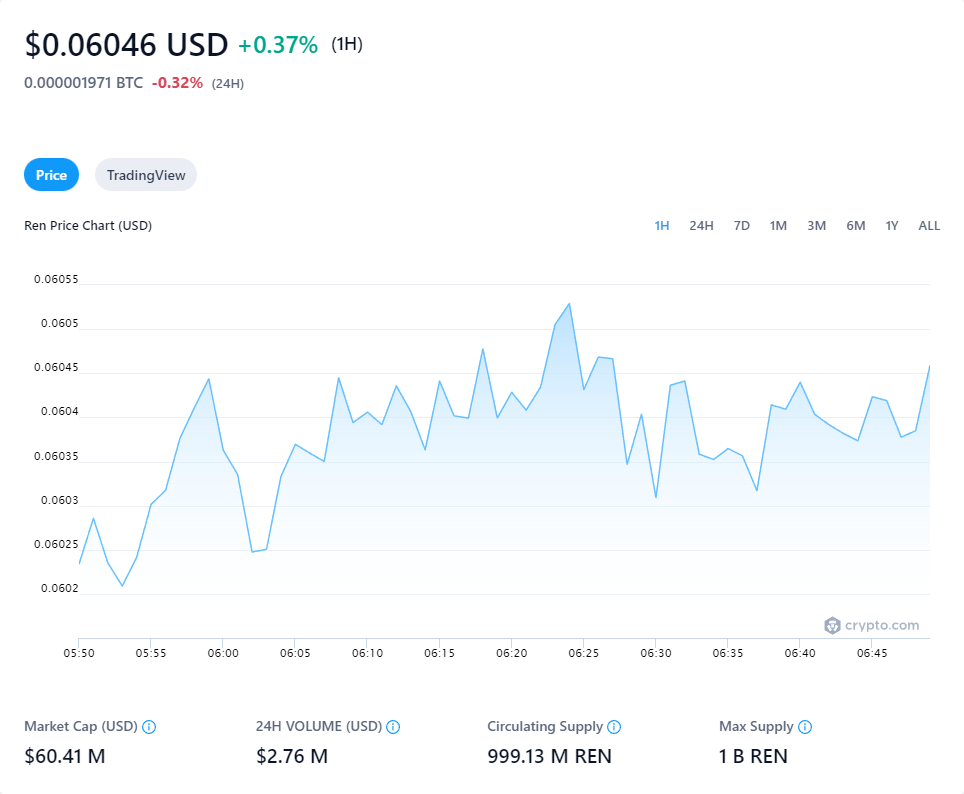 $0.06046 USD +0.37% (1H)
0.000001971 BTC -0.32% (24H)
Price TradingView
Ren Price Chart (USD) 1H 24H 7D 1M 3M 6M 1Y ALL
0.06055
0.0605
0.06045
0.0604
0.06035
0.0603
0.06025
0.0602
crypto.com
05:50 05:55 06:00 06:05 06:10 06:15 06:20 06:25 06:30 06:35 06:40 06:45
Market Cap (USD) 24H VOLUME (USD) Circulating Supply Max Supply
$60.41 M $2.76 M 999.13 M REN 1 B REN